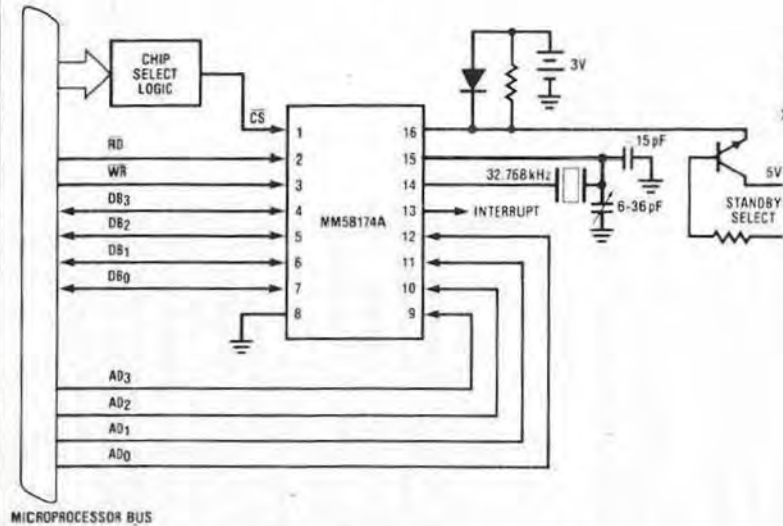 CHIP
SELECT
LOGIC
CS
RD
WR
DB3
DB2
DB1
DB0
1
2
3
4
5
6
7
8
MM58174A
16
15
14
13
12
11
10
9
3V
15pF
32.768kHz
6-36pF
INTERRUPT
5V
STANDBY
SELECT
AD3
AD2
AD1
AD0
MICROPROCESSOR BUS